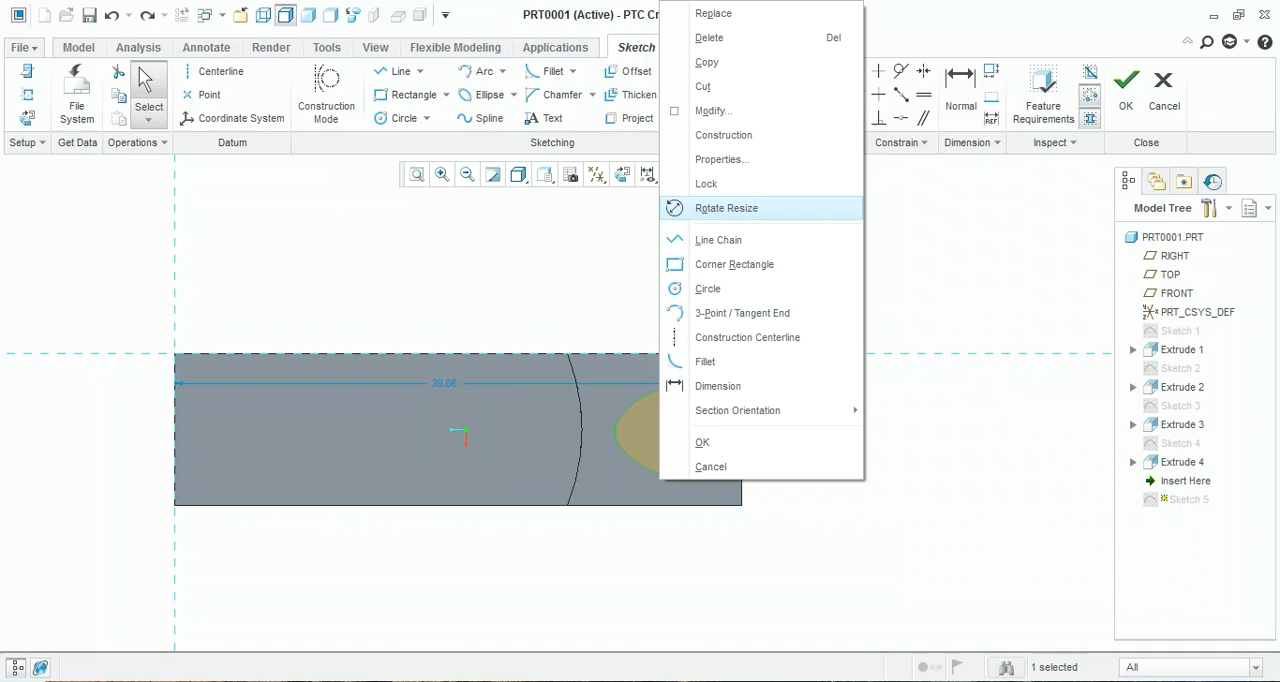 PRT0001 (Active) - PTC Cr
File
Model
Analysis
Annotate
Render
Tools
View
Flexible Modeling
Applications
Sketch
File System
Select
Centerline
Point
Coordinate System
Construction Mode
Line
Rectangle
Circle
Arc
Ellipse
Spline
Fillet
Chamfer
Text
Offset
Thicken
Project
Normal
REF
Feature Requirements
OK
Cancel
Setup
Get Data
Operations
Datum
Sketching
Constrain
Dimension
Inspect
Close
Replace
Delete Del
Copy
Cut
Modify...
Construction
Properties...
Lock
Rotate Resize
Line Chain
Corner Rectangle
Circle
3-Point / Tangent End
Construction Centerline
Fillet
Dimension
Section Orientation
OK
Cancel
39.86
Model Tree
PRT0001.PRT
RIGHT
TOP
FRONT
PRT_CSYS_DEF
Sketch 1
Extrude 1
Sketch 2
Extrude 2
Sketch 3
Extrude 3
Sketch 4
Extrude 4
Insert Here
Sketch 5
1 selected
All